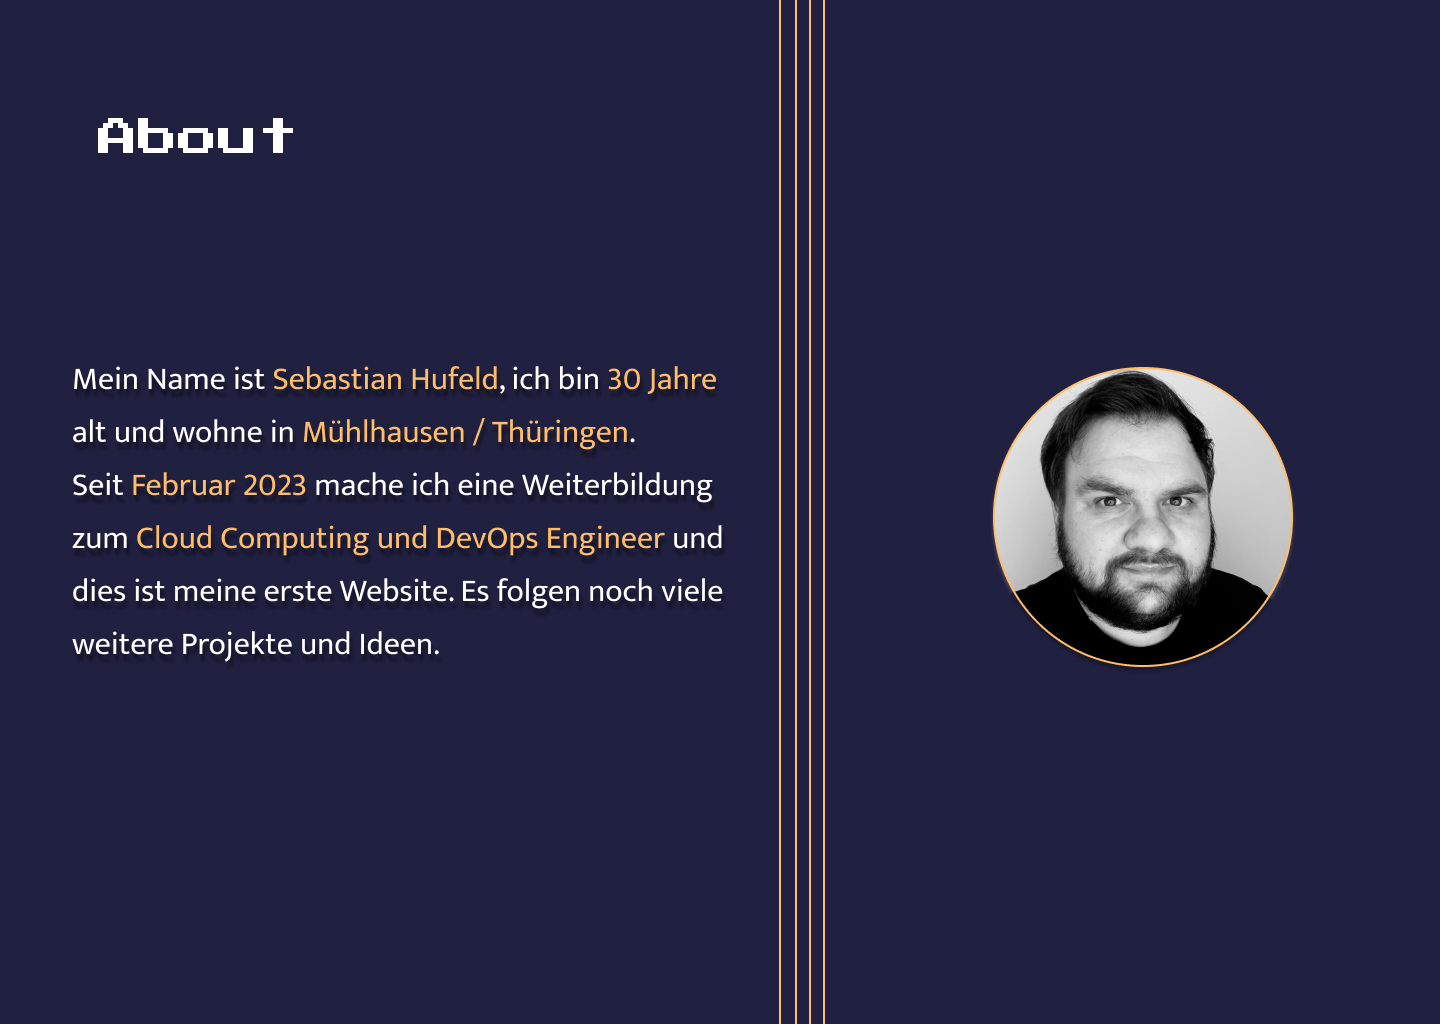 About
Mein Name ist Sebastian Hufeld, ich bin 30 Jahre
alt und wohne in Mühlhausen / Thüringen.
Seit Februar 2023 mache ich eine Weiterbildung
zum Cloud Computing und DevOps Engineer und
dies ist meine erste Website. Es folgen noch viele
weitere Projekte und Ideen.